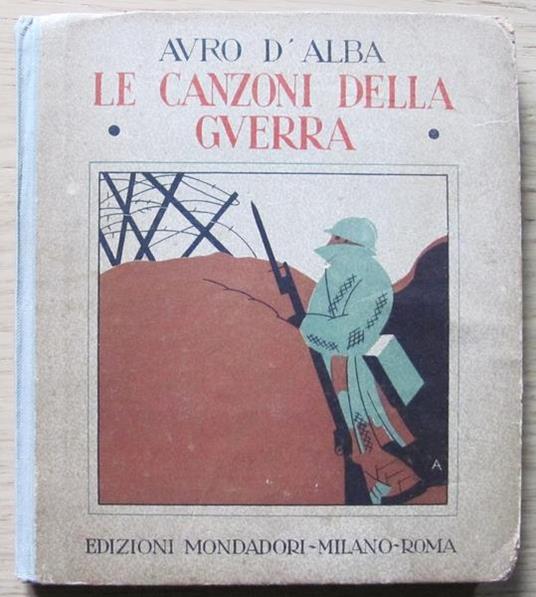 AVRO D'ALBA
LE CANZONI DELLA
GVERRA
A
EDIZIONI MONDADORI-MILANO-ROMA